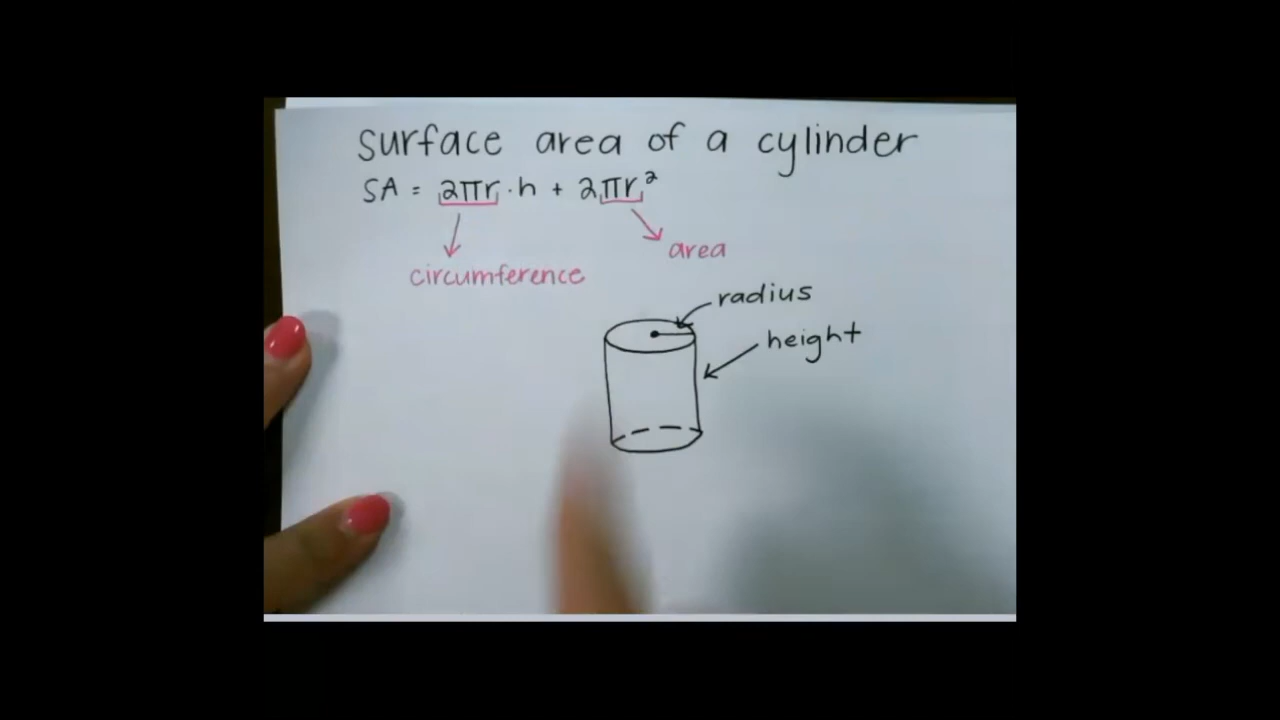 surface area of a cylinder
SA = 2πr · h + 2πr²
area
circumference
radius
height